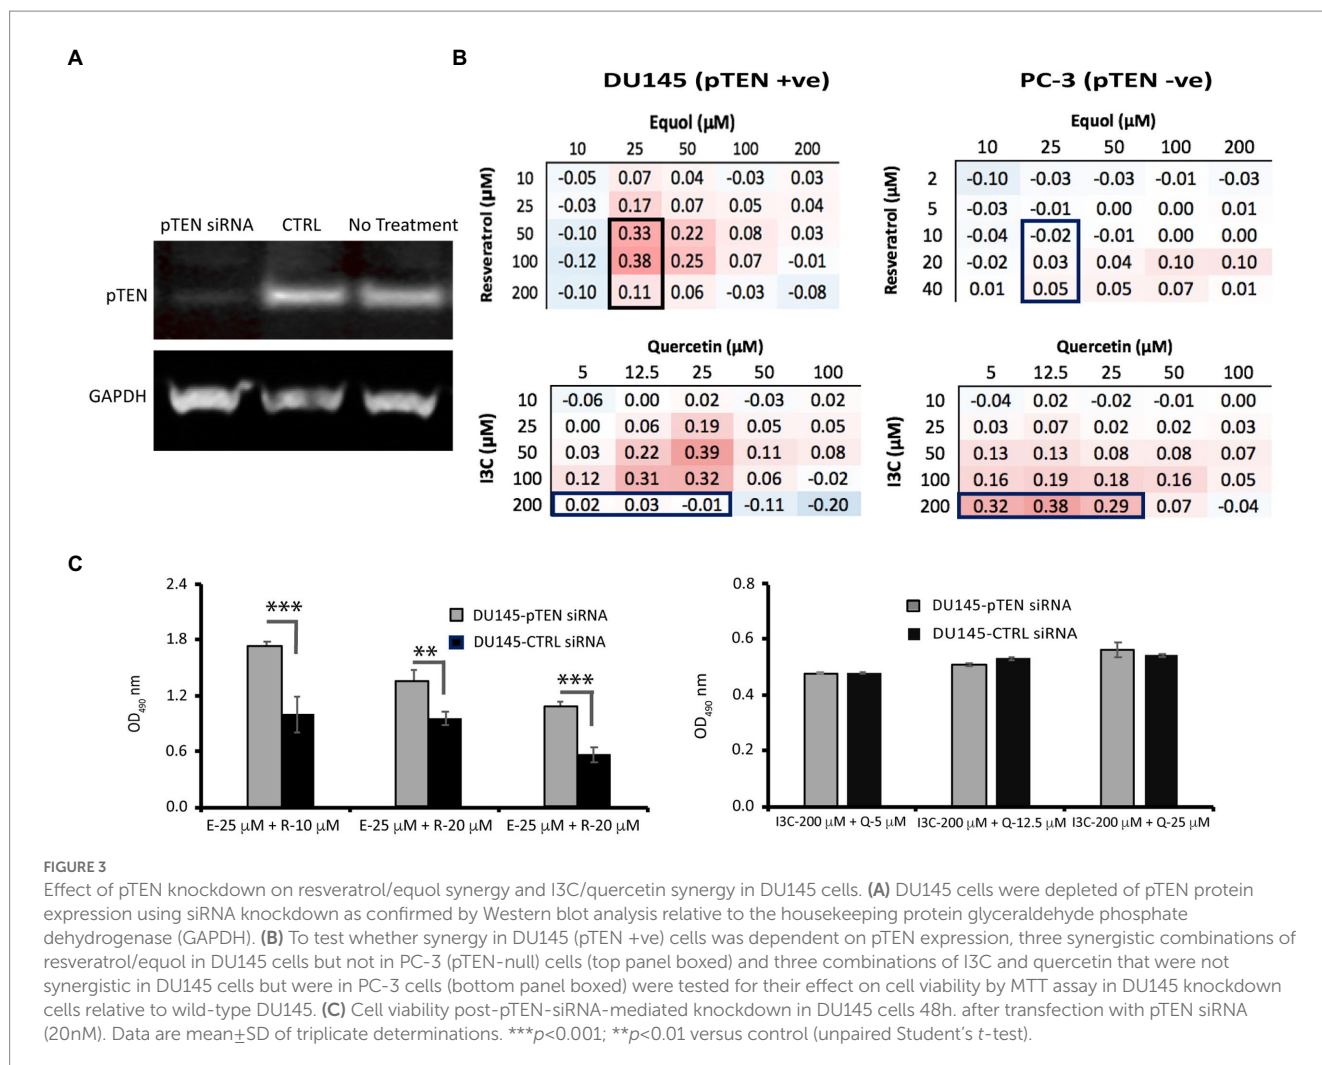 A
pTEN siRNA CTRL No Treatment
pTEN
GAPDH
B
DU145 (pTEN +ve)
Equol (µM)
10 25 50 100 200
Resveratrol (µM)
10 -0.05 0.07 0.04 -0.03 0.03
25 -0.03 0.17 0.07 0.05 0.04
50 -0.10 0.33 0.22 0.08 0.03
100 -0.12 0.38 0.25 0.07 -0.01
200 -0.10 0.11 0.06 -0.03 -0.08
PC-3 (pTEN -ve)
Equol (µM)
10 25 50 100 200
Resveratrol (µM)
2 -0.10 -0.03 -0.03 -0.01 -0.03
5 -0.03 -0.01 0.00 0.00 0.01
10 -0.04 -0.02 -0.01 0.00 0.00
20 -0.02 0.03 0.04 0.10 0.10
40 0.01 0.05 0.05 0.07 0.01
Quercetin (µM)
5 12.5 25 50 100
I3C (µM)
10 -0.06 0.00 0.02 -0.03 0.02
25 0.00 0.06 0.19 0.05 0.05
50 0.03 0.22 0.39 0.11 0.08
100 0.12 0.31 0.32 0.06 -0.02
200 0.02 0.03 -0.01 -0.11 -0.20
Quercetin (µM)
5 12.5 25 50 100
I3C (µM)
10 -0.04 0.02 -0.02 -0.01 0.00
25 0.03 0.07 0.02 0.02 0.03
50 0.13 0.13 0.08 0.08 0.07
100 0.16 0.19 0.18 0.16 0.05
200 0.32 0.38 0.29 0.07 -0.04
C
OD490 nm
2.4
1.8
1.2
0.6
0.0
***
**
***
DU145-pTEN siRNA
DU145-CTRL siRNA
E-25 µM + R-10 µM E-25 µM + R-20 µM E-25 µM + R-20 µM
OD490 nm
0.8
0.6
0.4
0.2
0.0
DU145-pTEN siRNA
DU145-CTRL siRNA
I3C-200 µM + Q-5 µM I3C-200 µM + Q-12.5 µM I3C-200 µM + Q-25 µM
FIGURE 3
Effect of pTEN knockdown on resveratrol/equol synergy and I3C/quercetin synergy in DU145 cells. (A) DU145 cells were depleted of pTEN protein
expression using siRNA knockdown as confirmed by Western blot analysis relative to the housekeeping protein glyceraldehyde phosphate
dehydrogenase (GAPDH). (B) To test whether synergy in DU145 (pTEN +ve) cells was dependent on pTEN expression, three synergistic combinations of
resveratrol/equol in DU145 cells but not in PC-3 (pTEN-null) cells (top panel boxed) and three combinations of I3C and quercetin that were not
synergistic in DU145 cells but were in PC-3 cells (bottom panel boxed) were tested for their effect on cell viability by MTT assay in DU145 knockdown
cells relative to wild-type DU145. (C) Cell viability post-pTEN-siRNA-mediated knockdown in DU145 cells 48h. after transfection with pTEN siRNA
(20nM). Data are mean±SD of triplicate determinations. ***p<0.001; **p<0.01 versus control (unpaired Student's t-test).